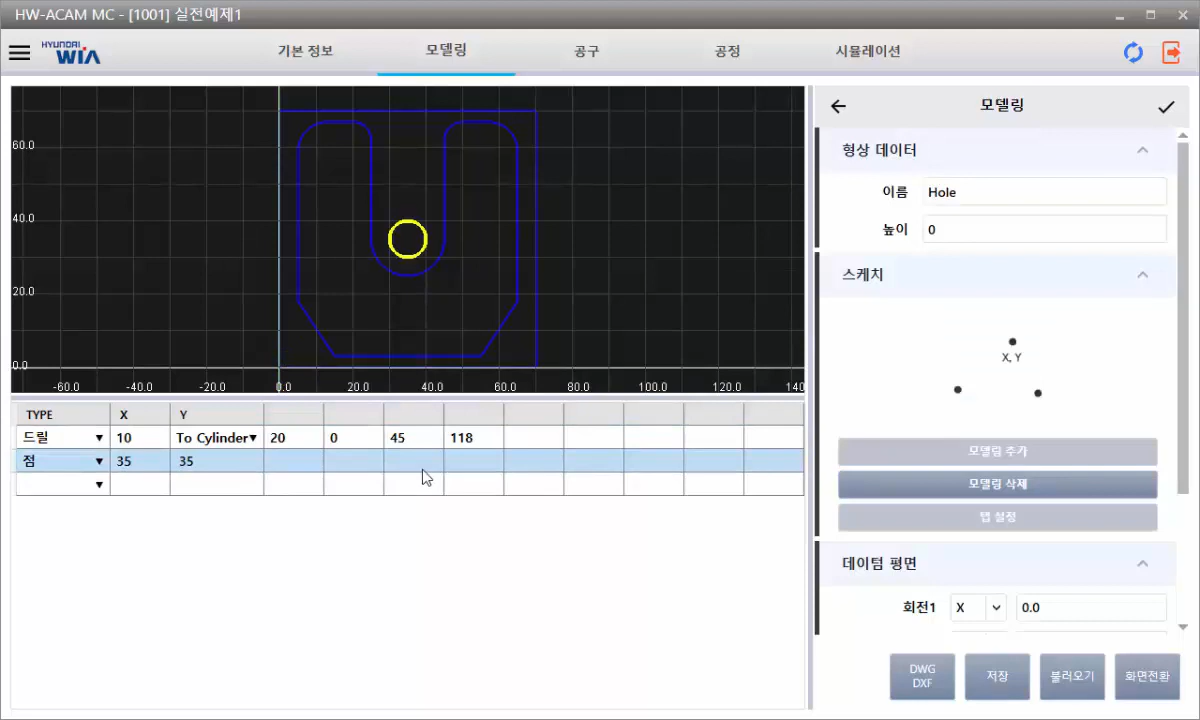 HW-ACAM MC - [1001] 실전예제1
HYUNDAI WIA
기본 정보 모델링 공구 공정 시뮬레이션
모델링
형상 데이터
이름 Hole
높이 0
스케치
X, Y
모델링 추가
모델링 삭제
탭 설정
데이텀 평면
회전1 X 0.0
DWG DXF 저장 불러오기 화면전환
60.0
40.0
20.0
0.0
-60.0 -40.0 -20.0 0.0 20.0 40.0 60.0 80.0 100.0 120.0 140
TYPE X Y
드릴 10 To Cylinder 20 0 45 118
점 35 35